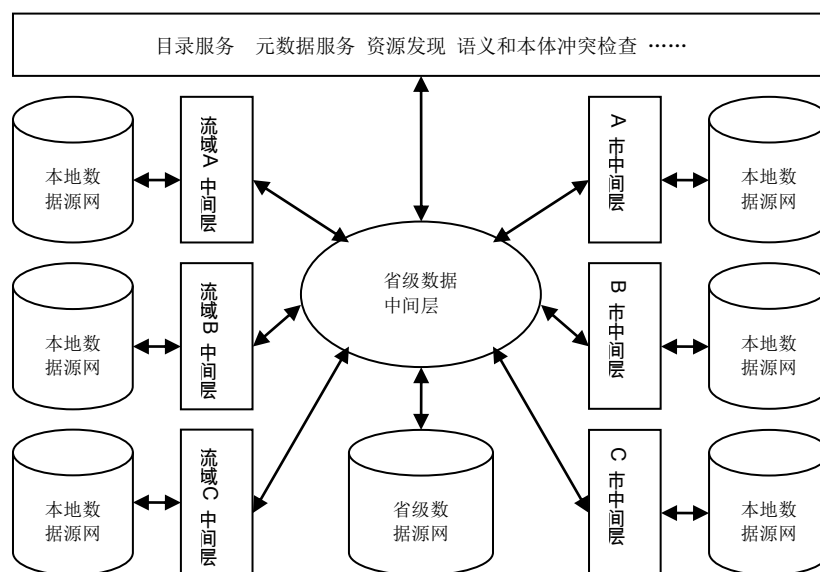 目录服务 元数据服务 资源发现 语义和本体冲突检查 ……
本地数
据源网
流域A 中间层
A 市中间层
本地数
据源网
省级数据
中间层
本地数
据源网
流域B 中间层
B 市中间层
本地数
据源网
本地数
据源网
流域C 中间层
省级数
据源网
C 市中间层
本地数
据源网